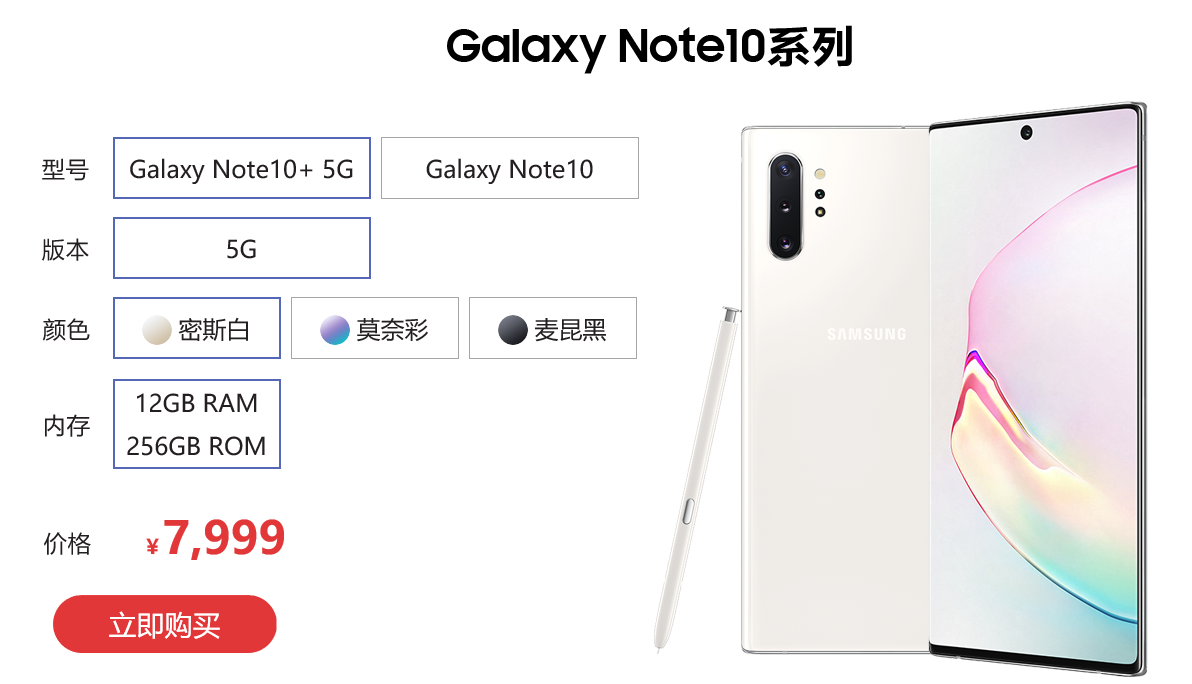 Galaxy Note10系列
型号
Galaxy Note10+ 5G
Galaxy Note10
版本
5G
颜色
密斯白
莫奈彩
麦昆黑
内存
12GB RAM
256GB ROM
价格
¥7,999
立即购买
SAMSUNG